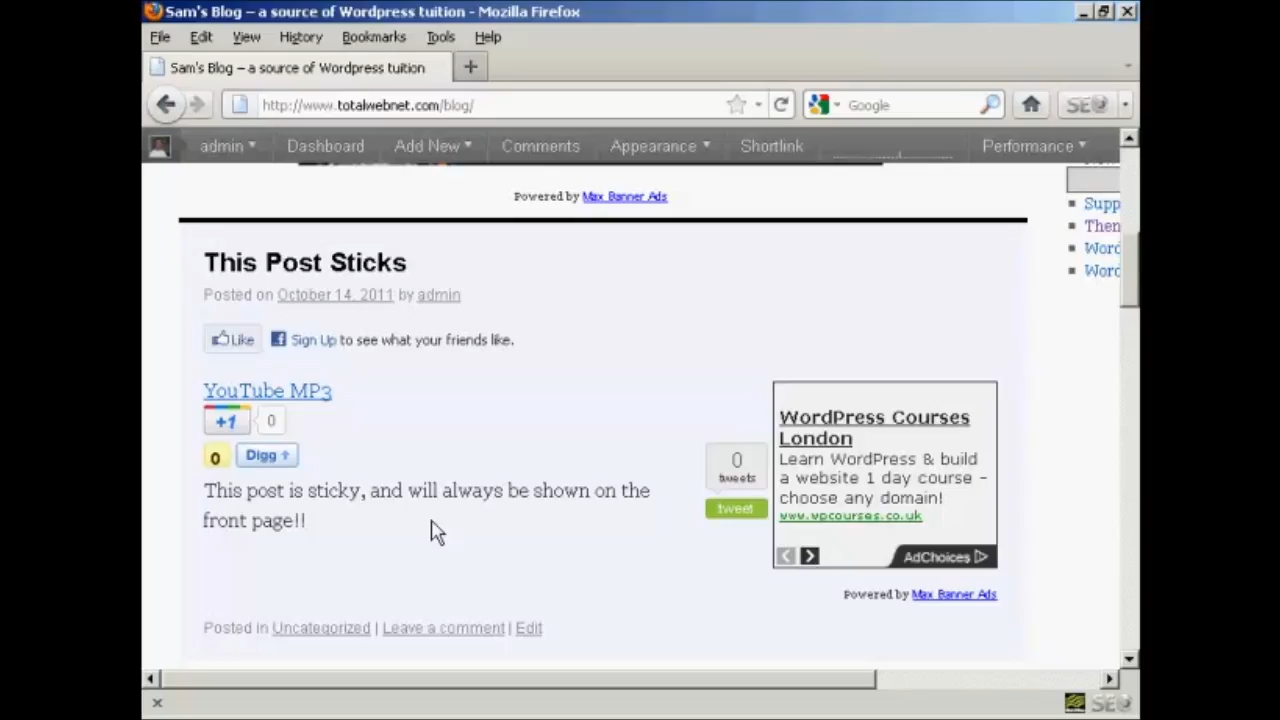 Sam's Blog – a source of Wordpress tuition - Mozilla Firefox
File Edit View History Bookmarks Tools Help
Sam's Blog – a source of Wordpress tuition
http://www.totalwebnet.com/blog/ Google
admin Dashboard Add New Comments Appearance Shortlink Performance
Powered by Max Banner Ads
Supp
Then
Word
Word
This Post Sticks
Posted on October 14, 2011 by admin
Like Sign Up to see what your friends like.
YouTube MP3
+1 0
0 Digg
This post is sticky, and will always be shown on the
front page!!
0
tweets
tweet
WordPress Courses
London
Learn WordPress & build
a website 1 day course -
choose any domain!
www.wpcourses.co.uk
AdChoices
Powered by Max Banner Ads
Posted in Uncategorized | Leave a comment | Edit